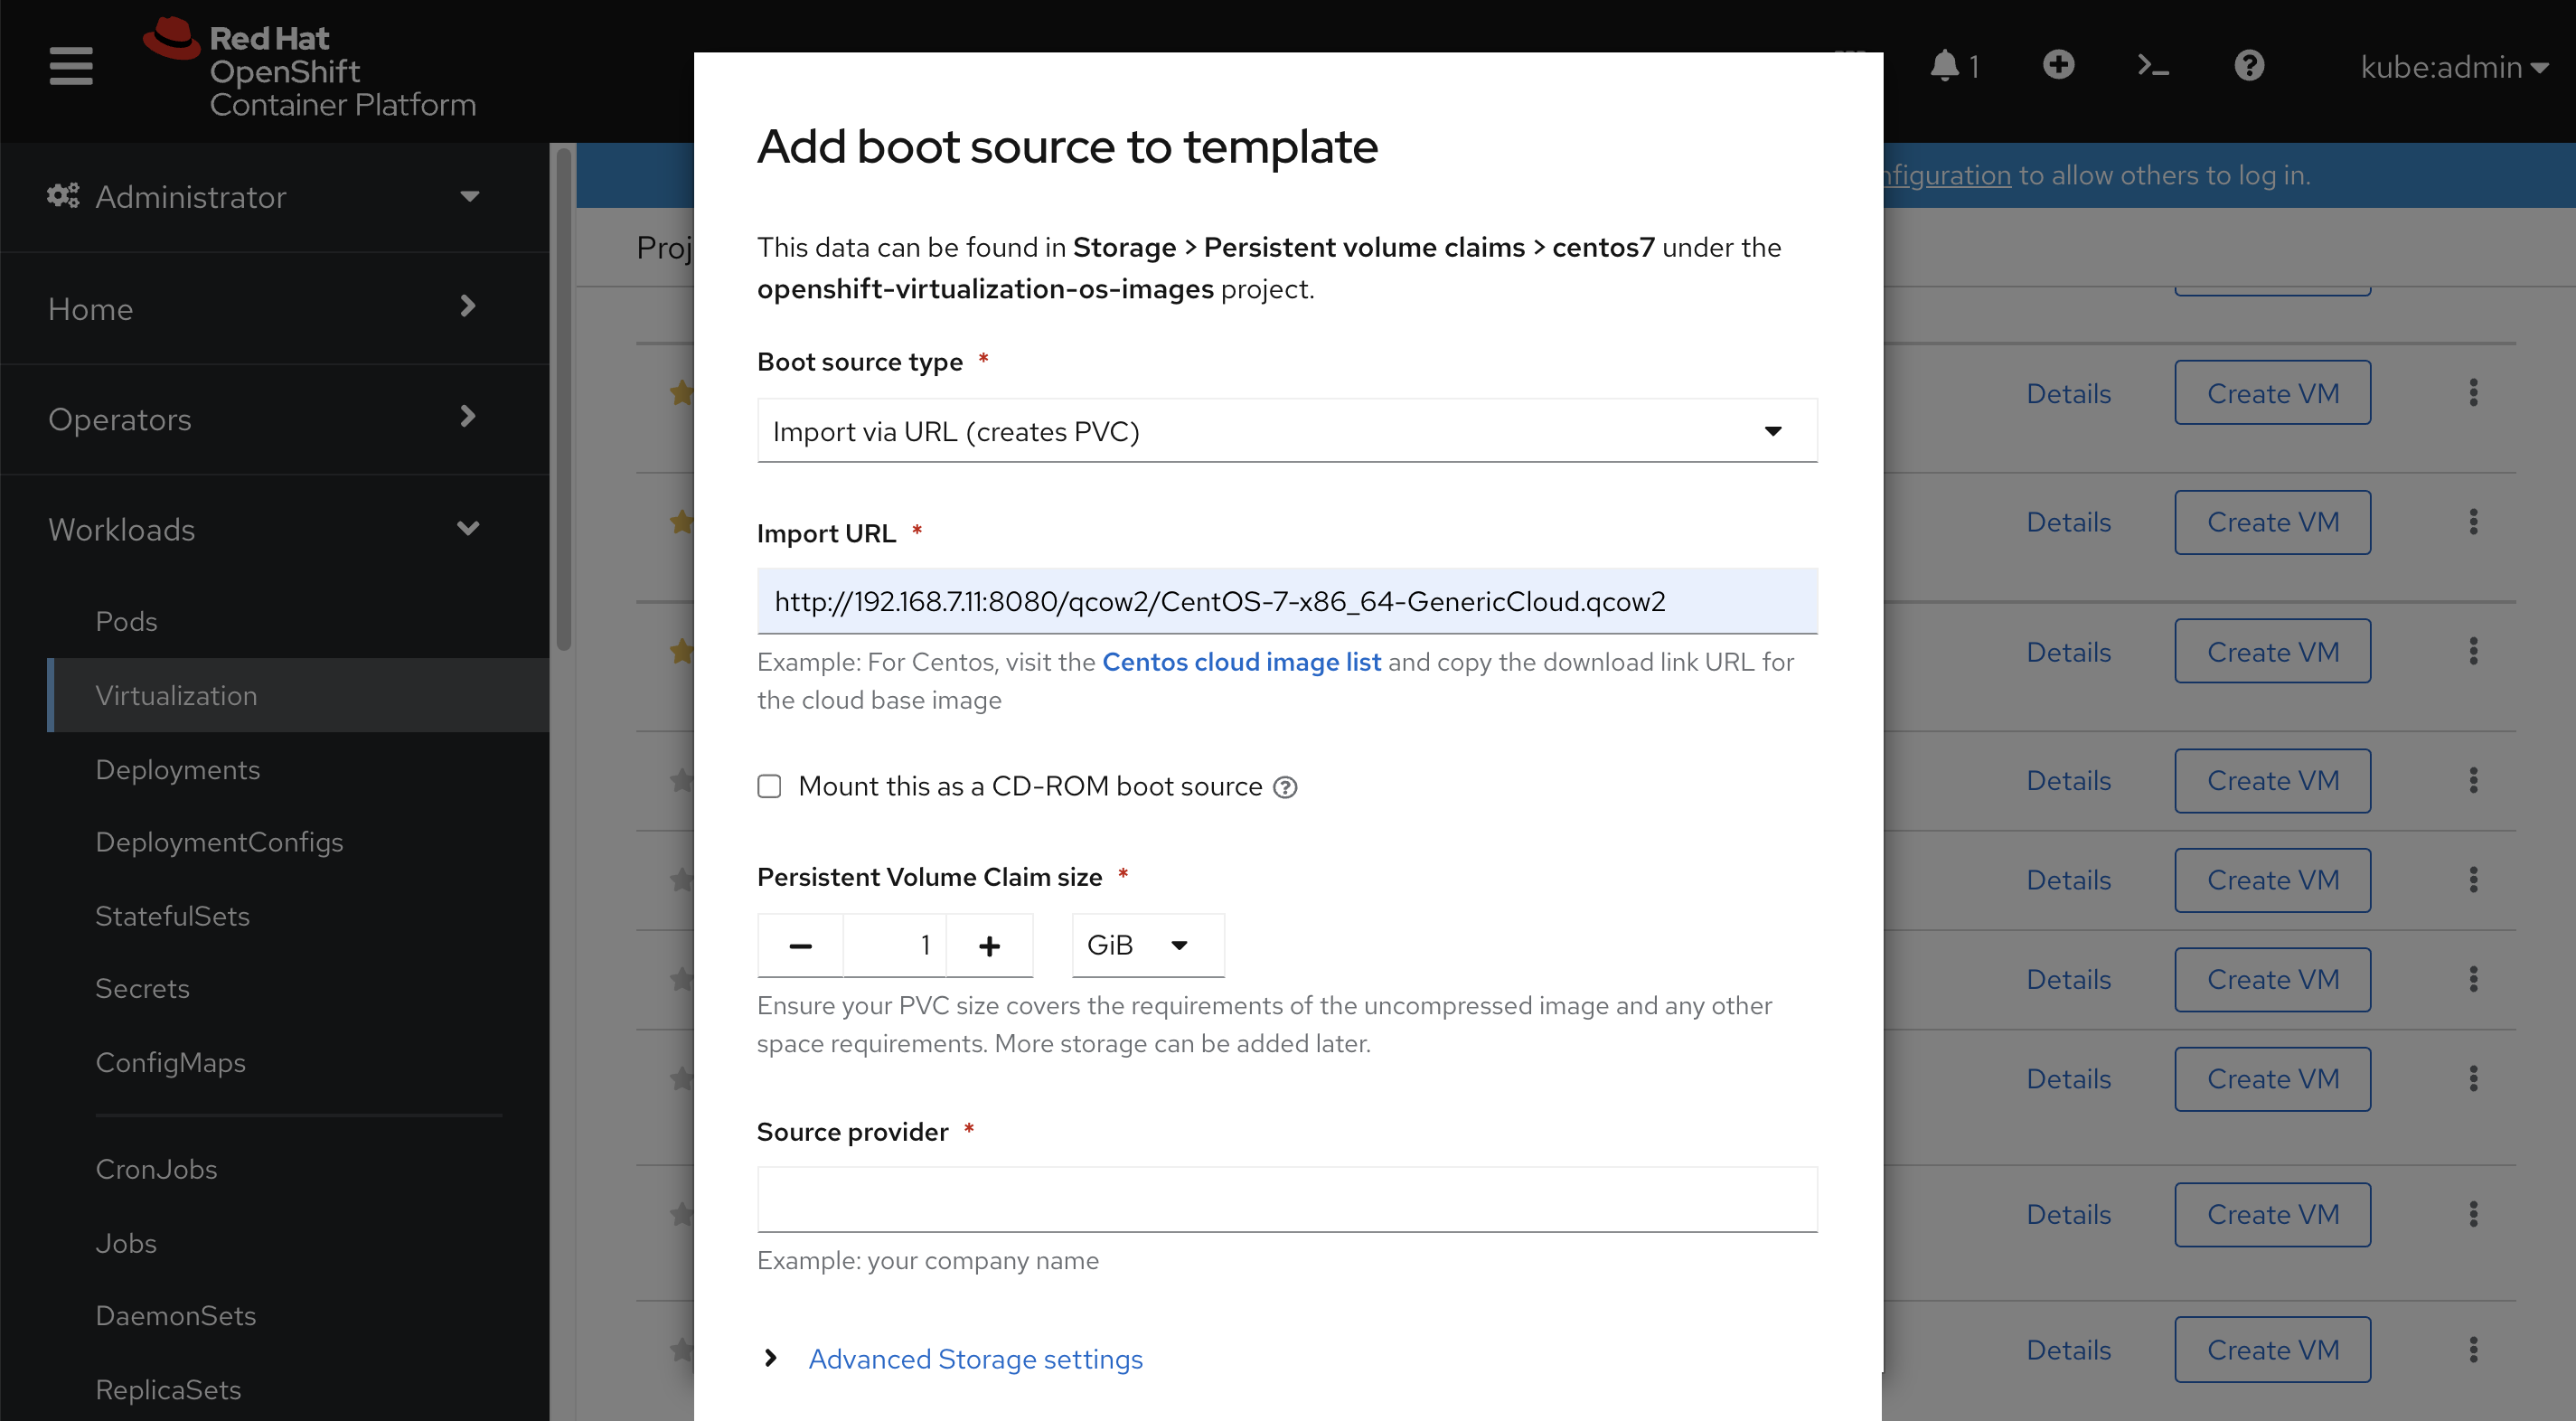 Red Hat
OpenShift
Container Platform
1
kube:admin
Administrator
Home
Operators
Workloads
Pods
Virtualization
Deployments
DeploymentConfigs
StatefulSets
Secrets
ConfigMaps
CronJobs
Jobs
DaemonSets
ReplicaSets
nfiguration to allow others to log in.
Proj
Add boot source to template
This data can be found in Storage > Persistent volume claims > centos7 under the
openshift-virtualization-os-images project.
Boot source type *
Import via URL (creates PVC)
Import URL *
http://192.168.7.11:8080/qcow2/CentOS-7-x86_64-GenericCloud.qcow2
Example: For Centos, visit the Centos cloud image list and copy the download link URL for
the cloud base image
Mount this as a CD-ROM boot source
Persistent Volume Claim size *
1 GiB
Ensure your PVC size covers the requirements of the uncompressed image and any other
space requirements. More storage can be added later.
Source provider *
Example: your company name
Advanced Storage settings
Details Create VM
Details Create VM
Details Create VM
Details Create VM
Details Create VM
Details Create VM
Details Create VM
Details Create VM
Details Create VM